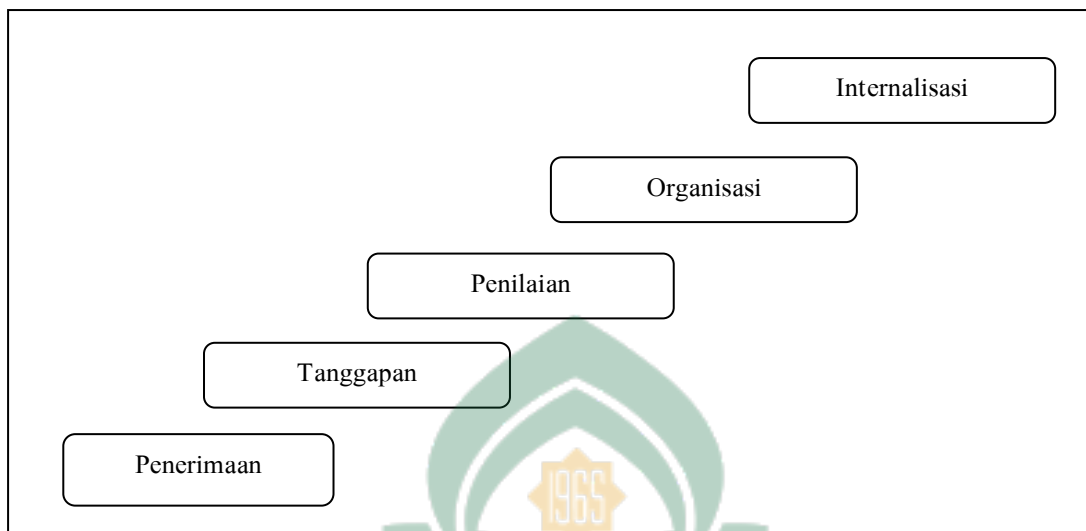 Internalisasi
Organisasi
Penilaian
Tanggapan
Penerimaan
1965